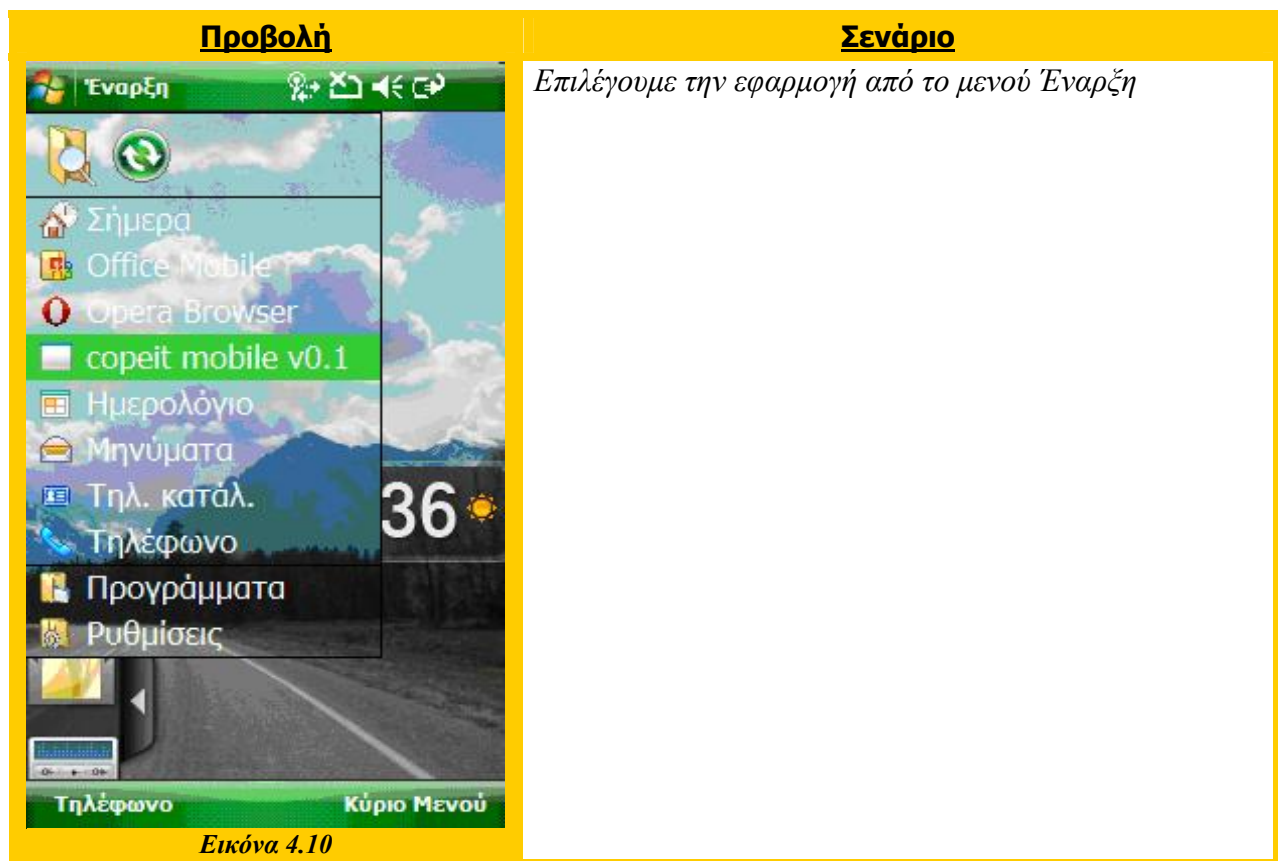 Προβολή
Σενάριο
Έναρξη
Επιλέγουμε την εφαρμογή από το μενού Έναρξη
Σήμερα
Office Mobile
Opera Browser
copeit mobile v0.1
Ημερολόγιο
Μηνύματα
Τηλ. κατάλ.
36
Τηλέφωνο
Προγράμματα
Ρυθμίσεις
Τηλέφωνο
Κύριο Μενού
Εικόνα 4.10